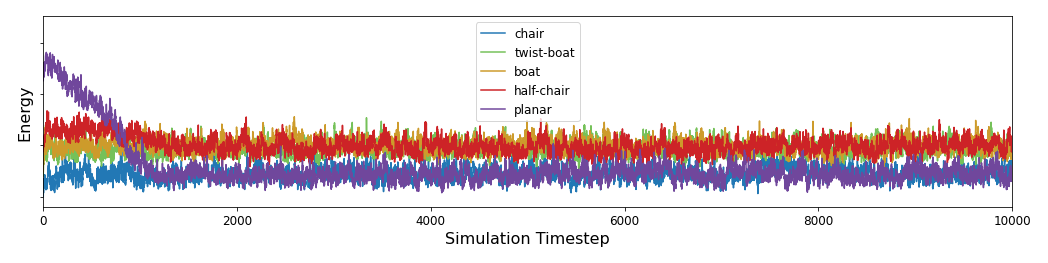 chair
twist-boat
boat
half-chair
planar
Energy
0 2000 4000 6000 8000 10000
Simulation Timestep